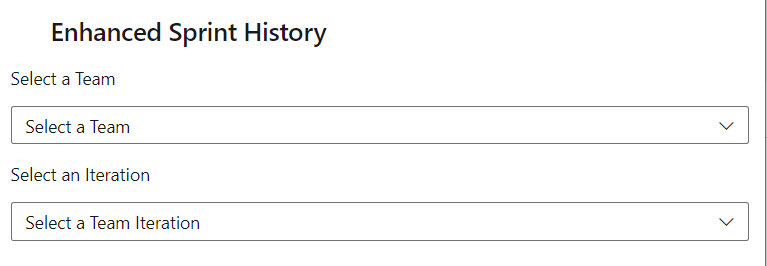 Enhanced Sprint History
Select a Team
Select a Team
Select an Iteration
Select a Team Iteration